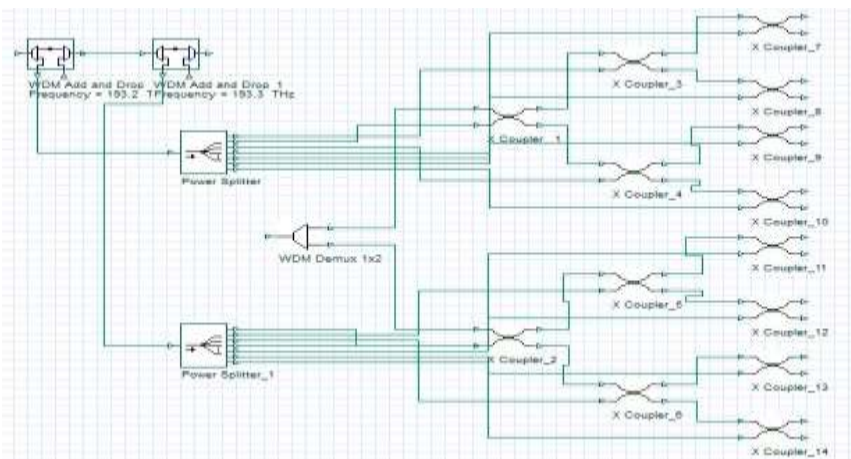 X Coupler_7
WDM Add and Drop
WDM Add and Drop_1
Frequency = 193.2 T
Frequency = 193.3 THz
X Coupler_3
X Coupler_8
X Coupler_1
X Coupler_9
Power Splitter
X Coupler_4
X Coupler_10
WDM Demux 1x2
X Coupler_11
X Coupler_5
X Coupler_12
X Coupler_2
Power Splitter_1
X Coupler_13
X Coupler_6
X Coupler_14